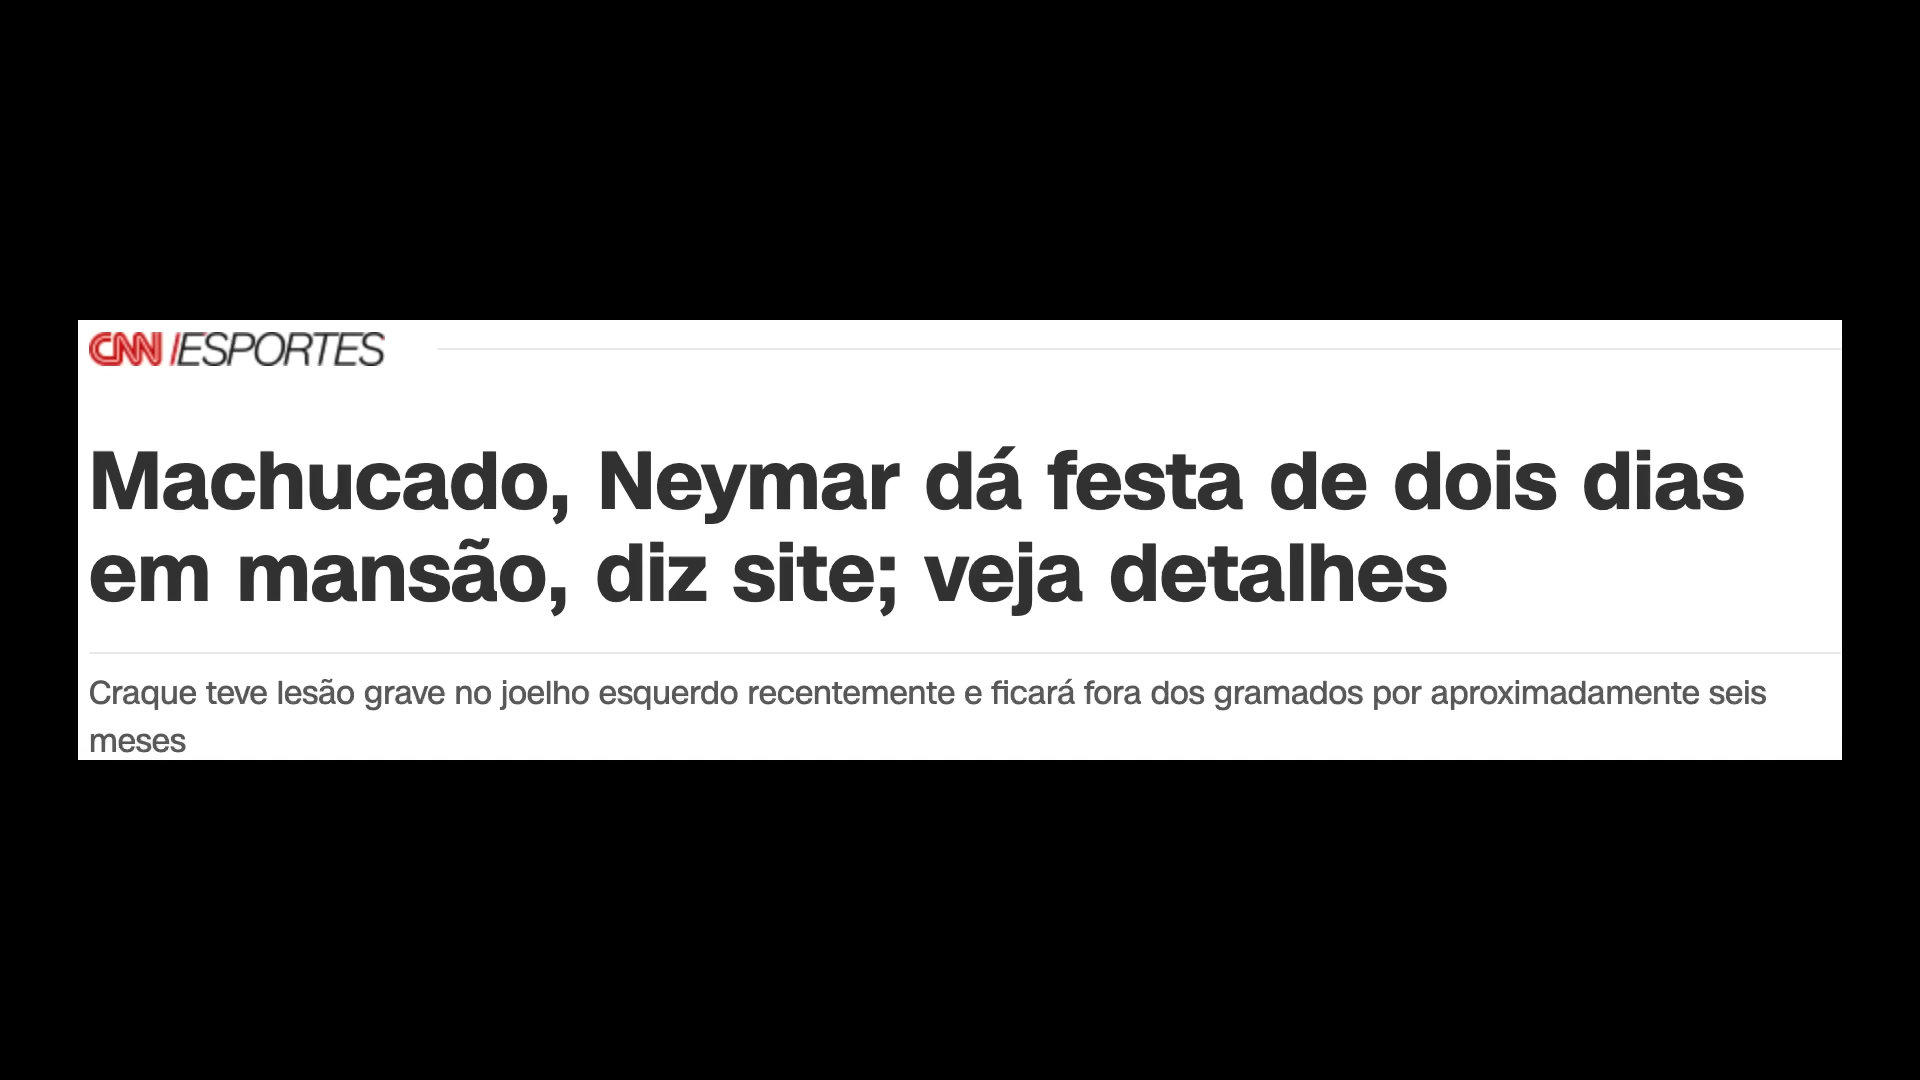 CNN /ESPORTES
Machucado, Neymar dá festa de dois dias
em mansão, diz site; veja detalhes
Craque teve lesão grave no joelho esquerdo recentemente e ficará fora dos gramados por aproximadamente seis
meses